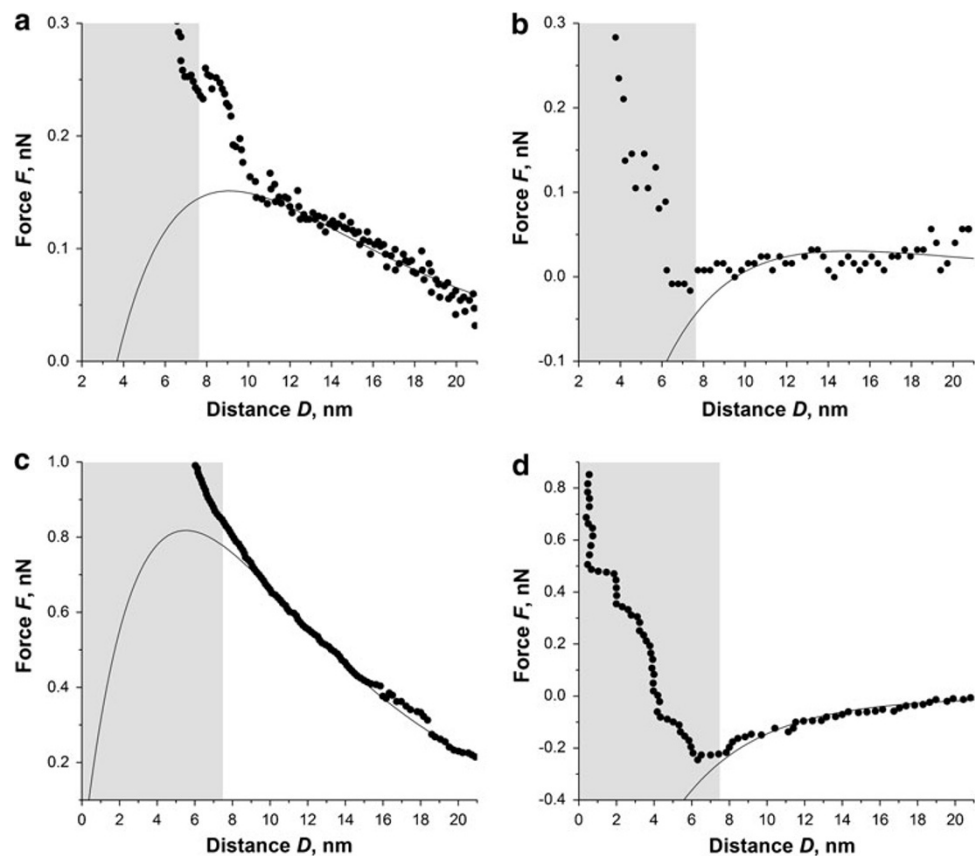 a
0.3
0.2
0.1
0.0
Force F, nN
2 4 6 8 10 12 14 16 18 20
Distance D, nm
b
0.3
0.2
0.1
0.0
-0.1
Force F, nN
2 4 6 8 10 12 14 16 18 20
Distance D, nm
c
1.0
0.8
0.6
0.4
0.2
Force F, nN
0 2 4 6 8 10 12 14 16 18 20
Distance D, nm
d
0.8
0.6
0.4
0.2
0.0
-0.2
-0.4
Force F, nN
0 2 4 6 8 10 12 14 16 18 20
Distance D, nm